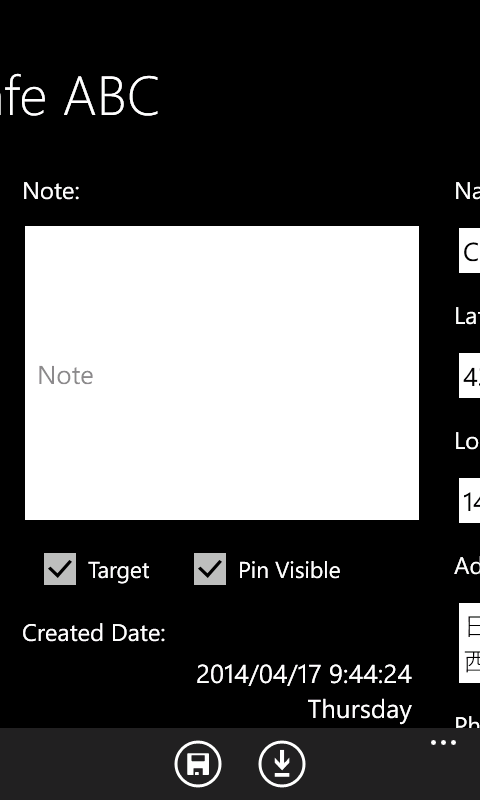 fe ABC
Note:
Note
Target
Pin Visible
Created Date:
2014/04/17 9:44:24
Thursday
Na
C
La
4
Lo
14
Ad
日
西
Ph